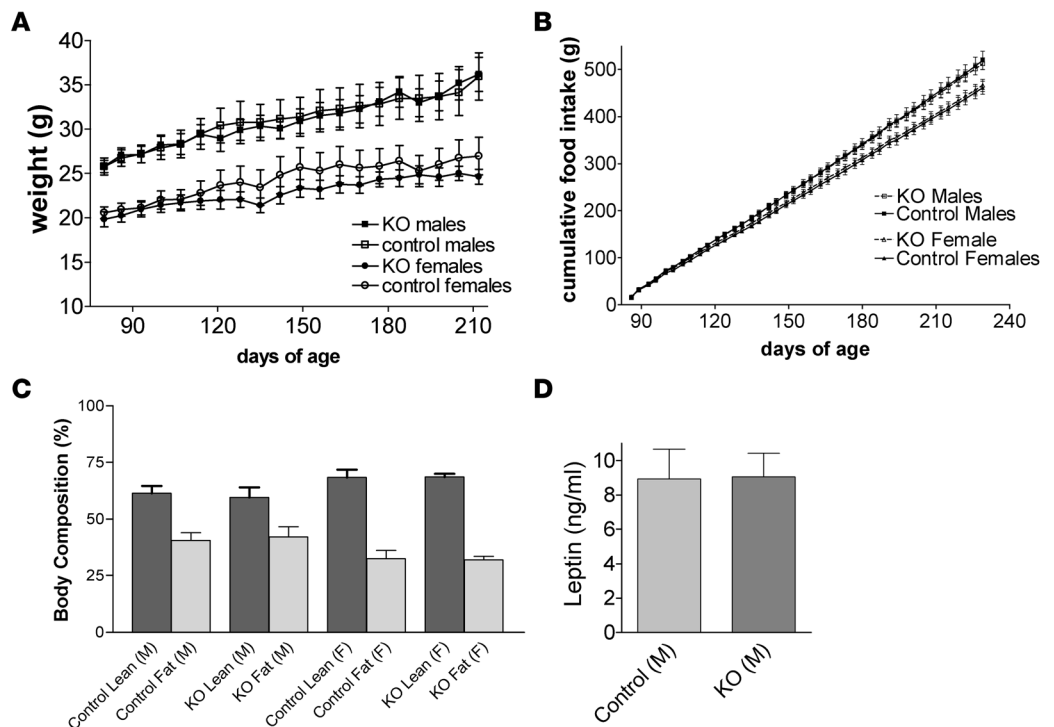 A
weight (g)
40
35
30
25
20
15
10
KO males
control males
KO females
control females
90
120
150
180
210
days of age
B
cumulative food intake (g)
500
400
300
200
100
0
KO Males
Control Males
KO Female
Control Females
90
120
150
180
210
240
days of age
C
Body Composition (%)
100
75
50
25
0
Control Lean (M)
Control Fat (M)
KO Lean (M)
KO Fat (M)
Control Lean (F)
Control Fat (F)
KO Lean (F)
KO Fat (F)
D
Leptin (ng/ml)
10
8
6
4
2
0
Control (M)
KO (M)